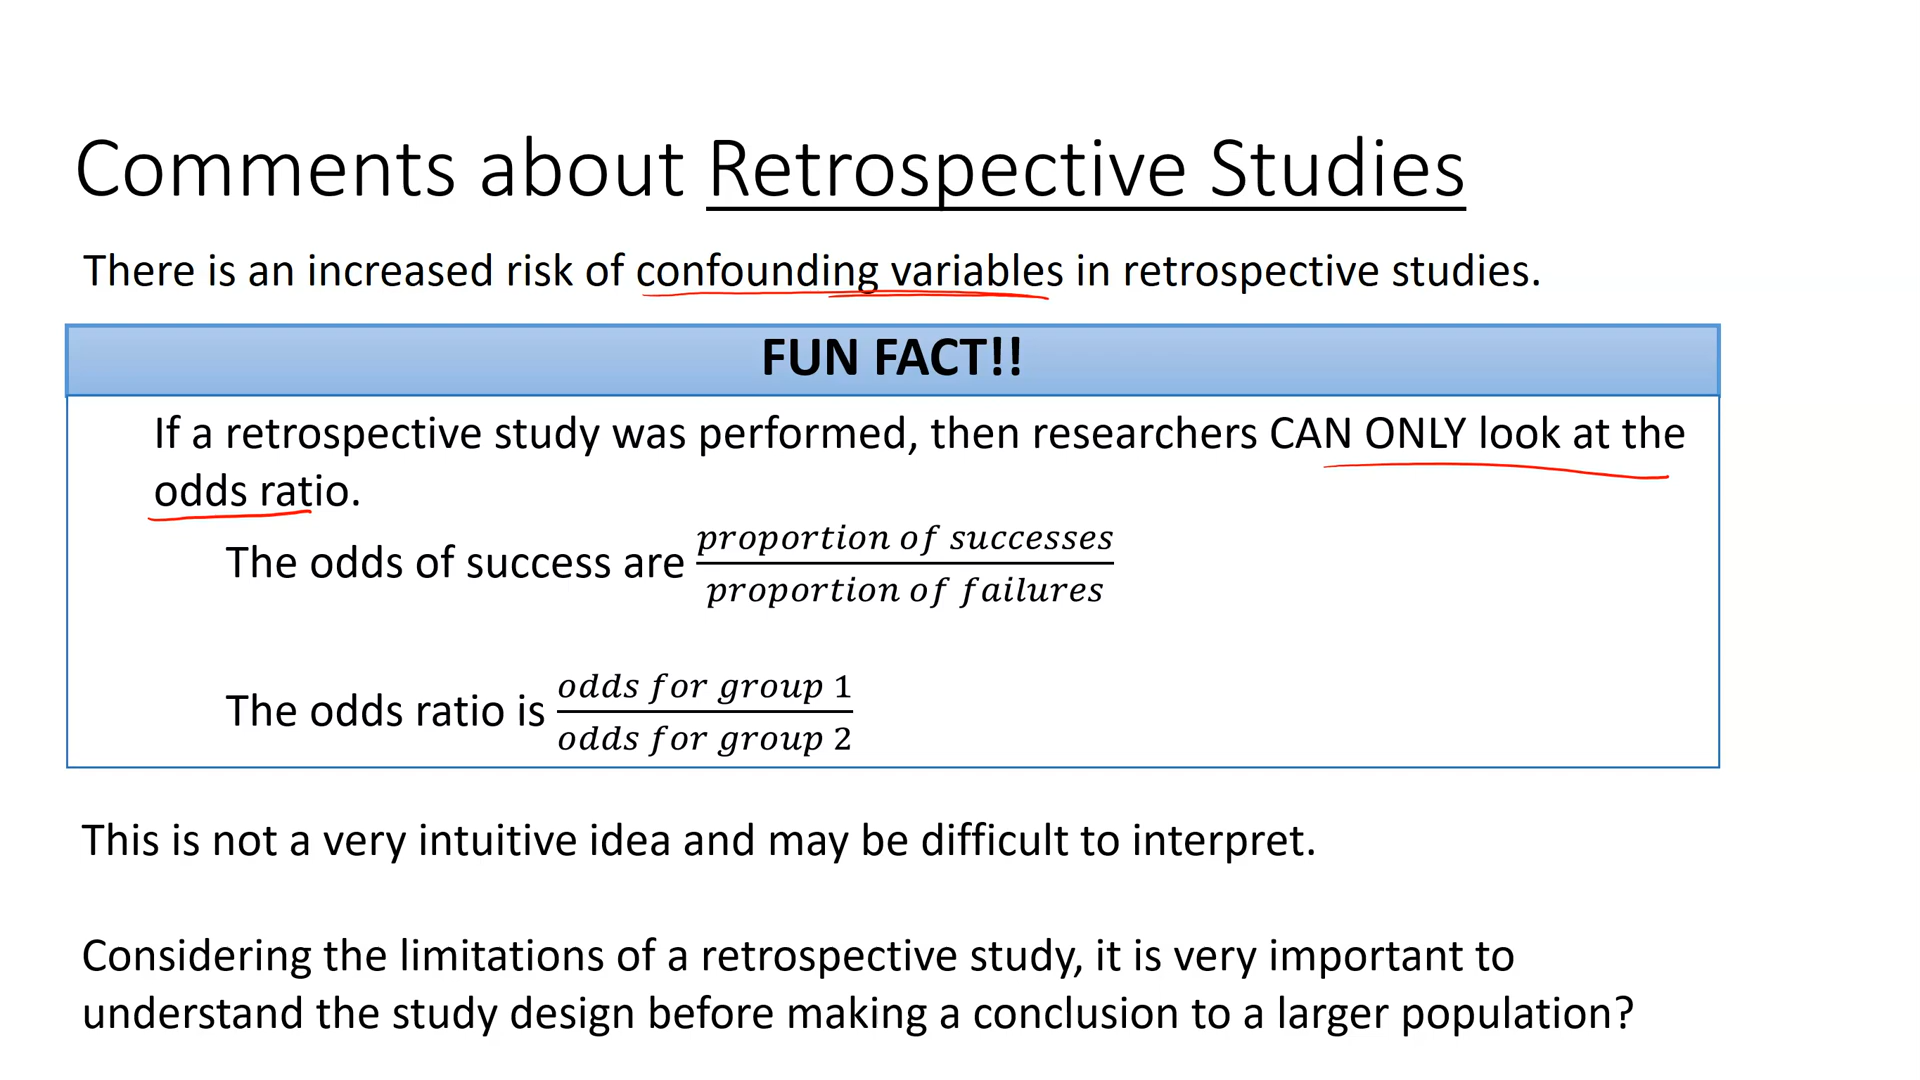 Comments about Retrospective Studies
There is an increased risk of confounding variables in retrospective studies.
FUN FACT!!
If a retrospective study was performed, then researchers CAN ONLY look at the
odds ratio.
The odds of success are proportion of successes / proportion of failures
The odds ratio is odds for group 1 / odds for group 2
This is not a very intuitive idea and may be difficult to interpret.
Considering the limitations of a retrospective study, it is very important to
understand the study design before making a conclusion to a larger population?